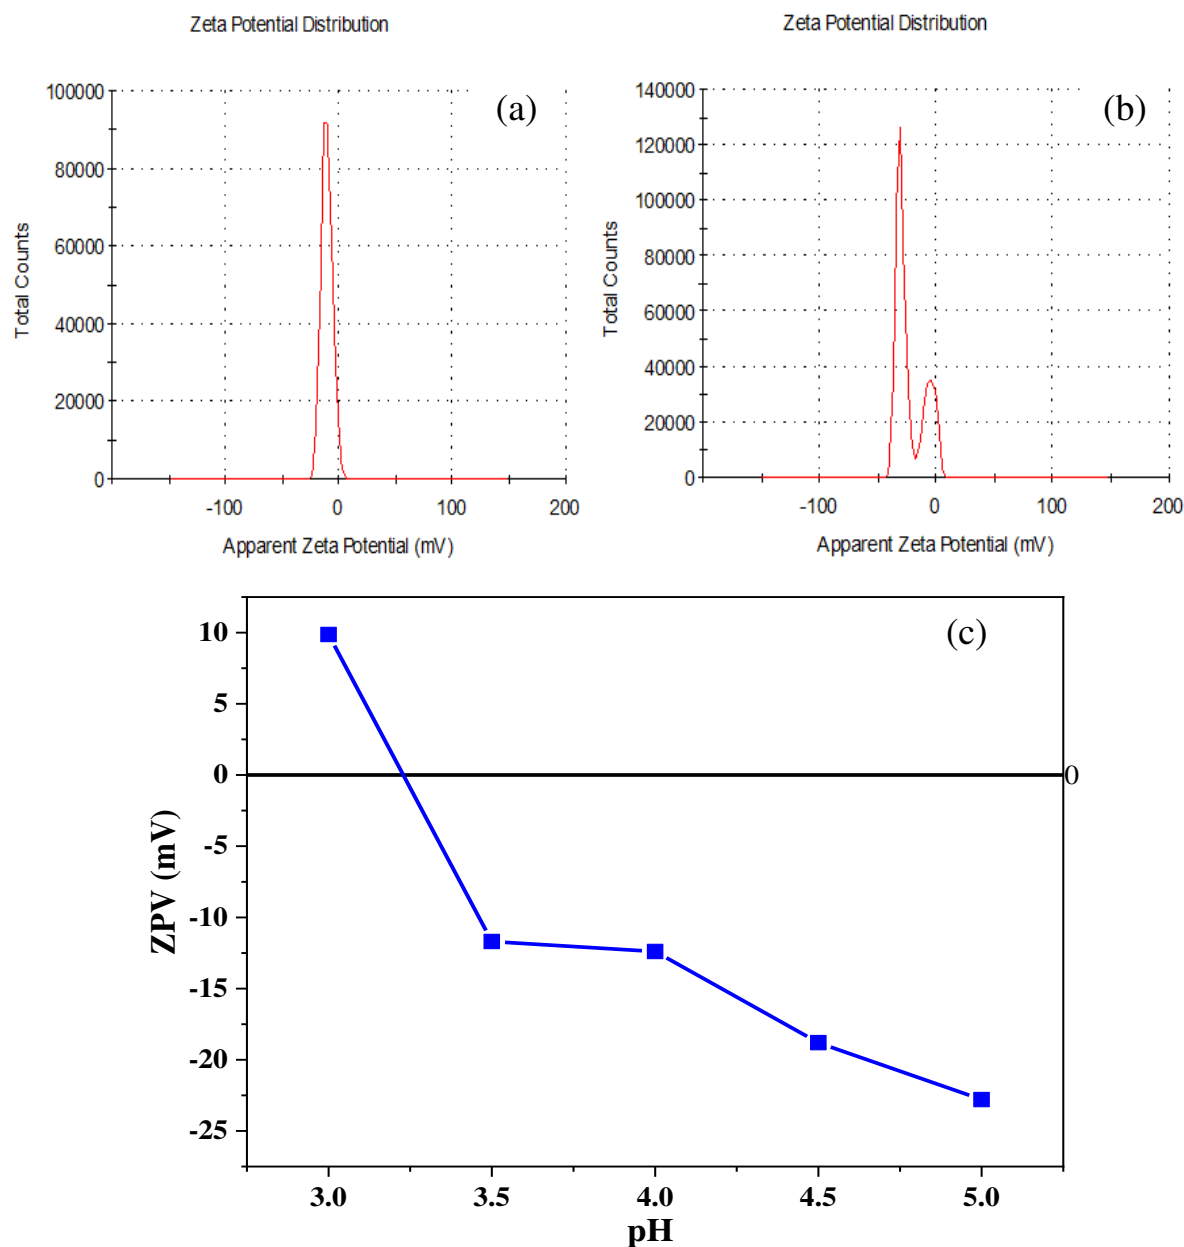 Zeta Potential Distribution
(a)
100000
80000
60000
40000
20000
0
Total Counts
-100 0 100 200
Apparent Zeta Potential (mV)
Zeta Potential Distribution
(b)
140000
120000
100000
80000
60000
40000
20000
0
Total Counts
-100 0 100 200
Apparent Zeta Potential (mV)
(c)
10
5
0
-5
-10
-15
-20
-25
0
ZPV (mV)
3.0 3.5 4.0 4.5 5.0
pH